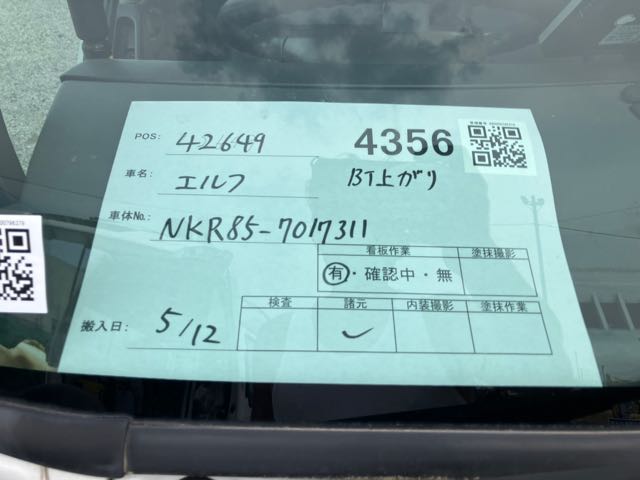 POS: 42649 4356
車名: エルフ BT上がり
車体No.: NKR85-7017311
看板作業 塗抹撮影
有・確認中・無
検査 諸元 内装撮影 塗抹作業
搬入日: 5/12 ✓